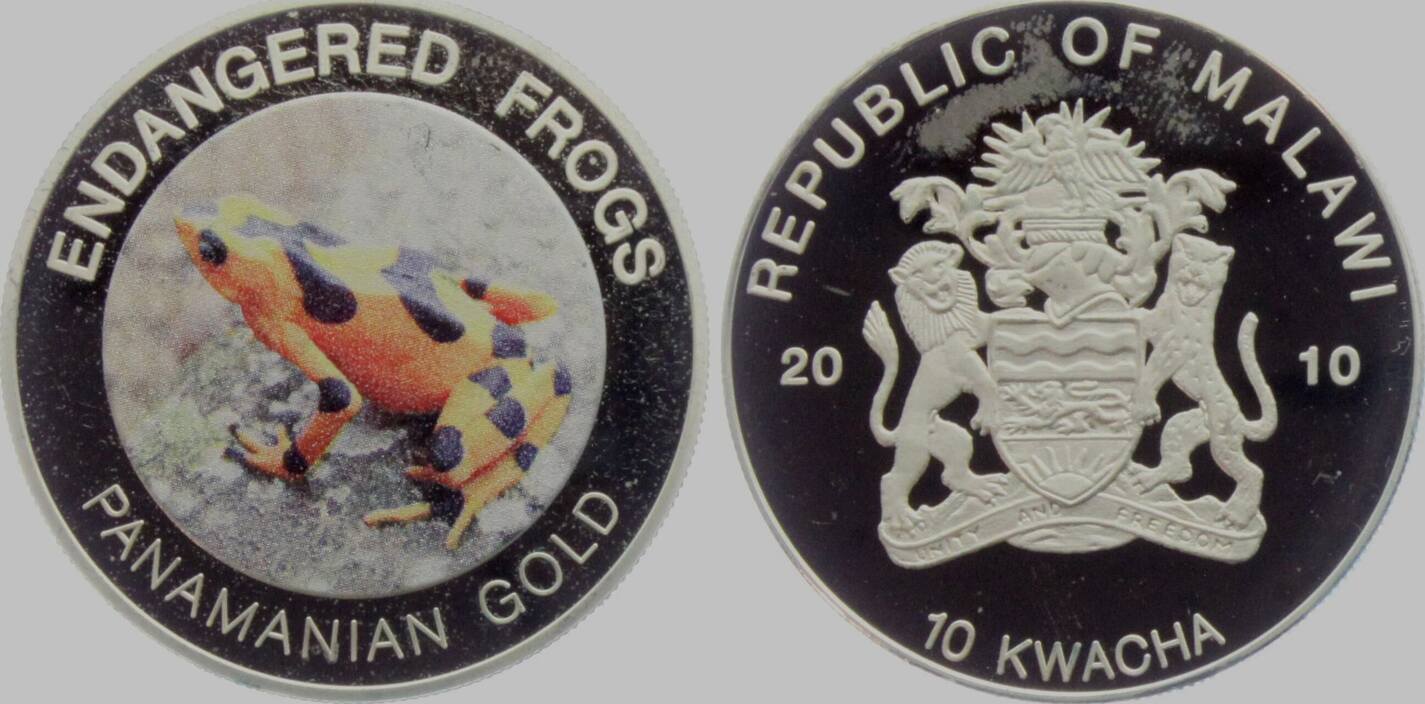 ENDANGERED FROGS
PANAMANIAN GOLD
REPUBLIC OF MALAWI
20 10
UNITY AND FREEDOM
10 KWACHA